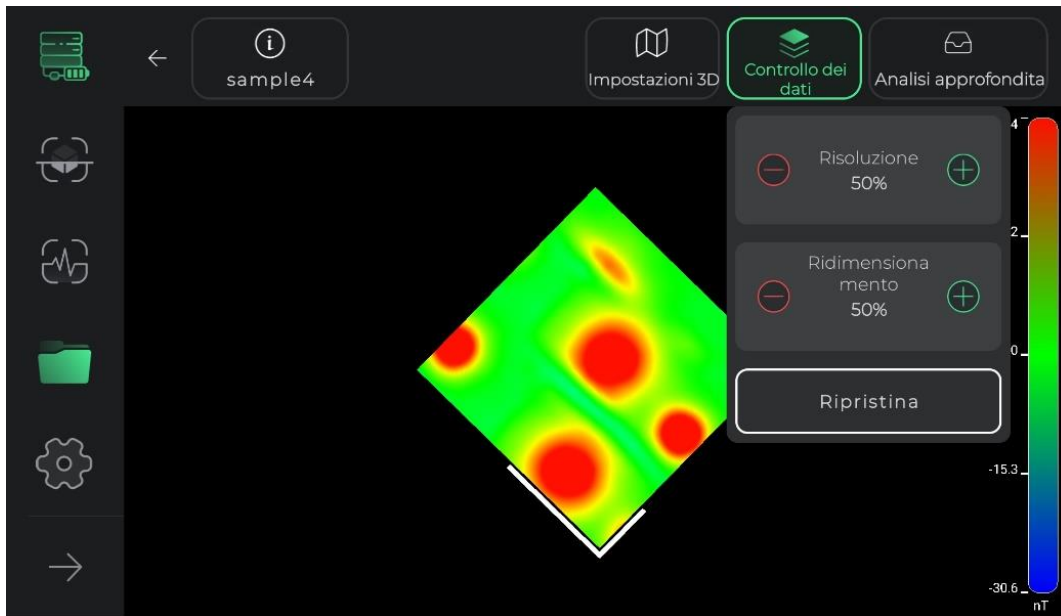 sample4
Impostazioni 3D
Controllo dei
dati
Analisi approfondita
Risoluzione
50%
Ridimensiona
mento
50%
Ripristina
4
2
0
-15.3
-30.6
nT